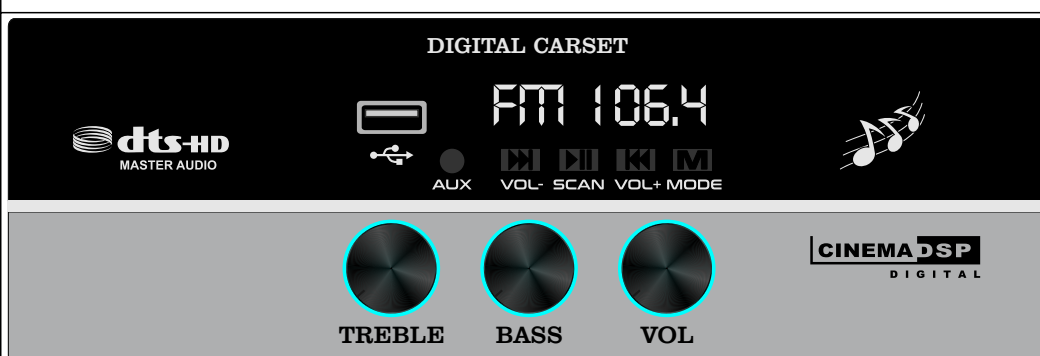 DIGITAL CARSET
FM 106.4
dts-HD
MASTER AUDIO
AUX VOL- SCAN VOL+ MODE
M
CINEMA DSP
DIGITAL
TREBLE BASS VOL